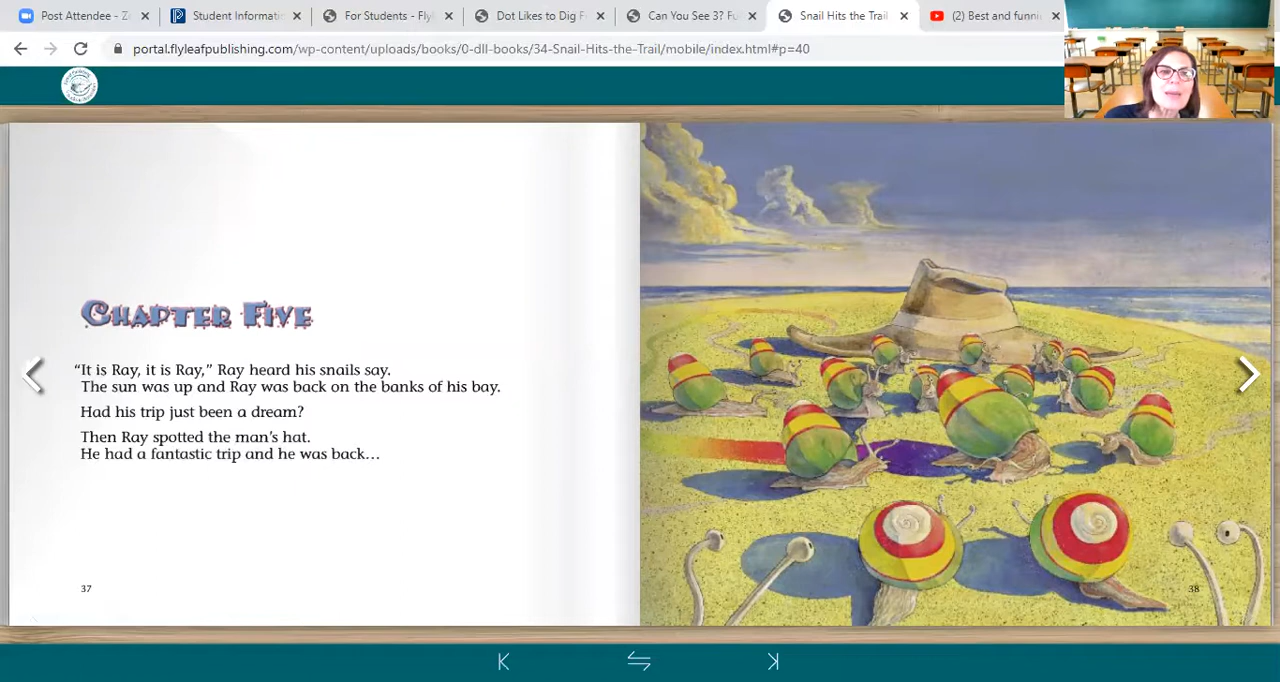 Post Attendee - Z
Student Informati
For Students - Fly
Dot Likes to Dig F
Can You See 3? Fu
Snail Hits the Trail
(2) Best and funni
portal.flyleafpublishing.com/wp-content/uploads/books/0-dll-books/34-Snail-Hits-the-Trail/mobile/index.html#p=40
CHAPTER FIVE
“It is Ray, it is Ray,” Ray heard his snails say.
The sun was up and Ray was back on the banks of his bay.
Had his trip just been a dream?
Then Ray spotted the man’s hat.
He had a fantastic trip and he was back…
37
38